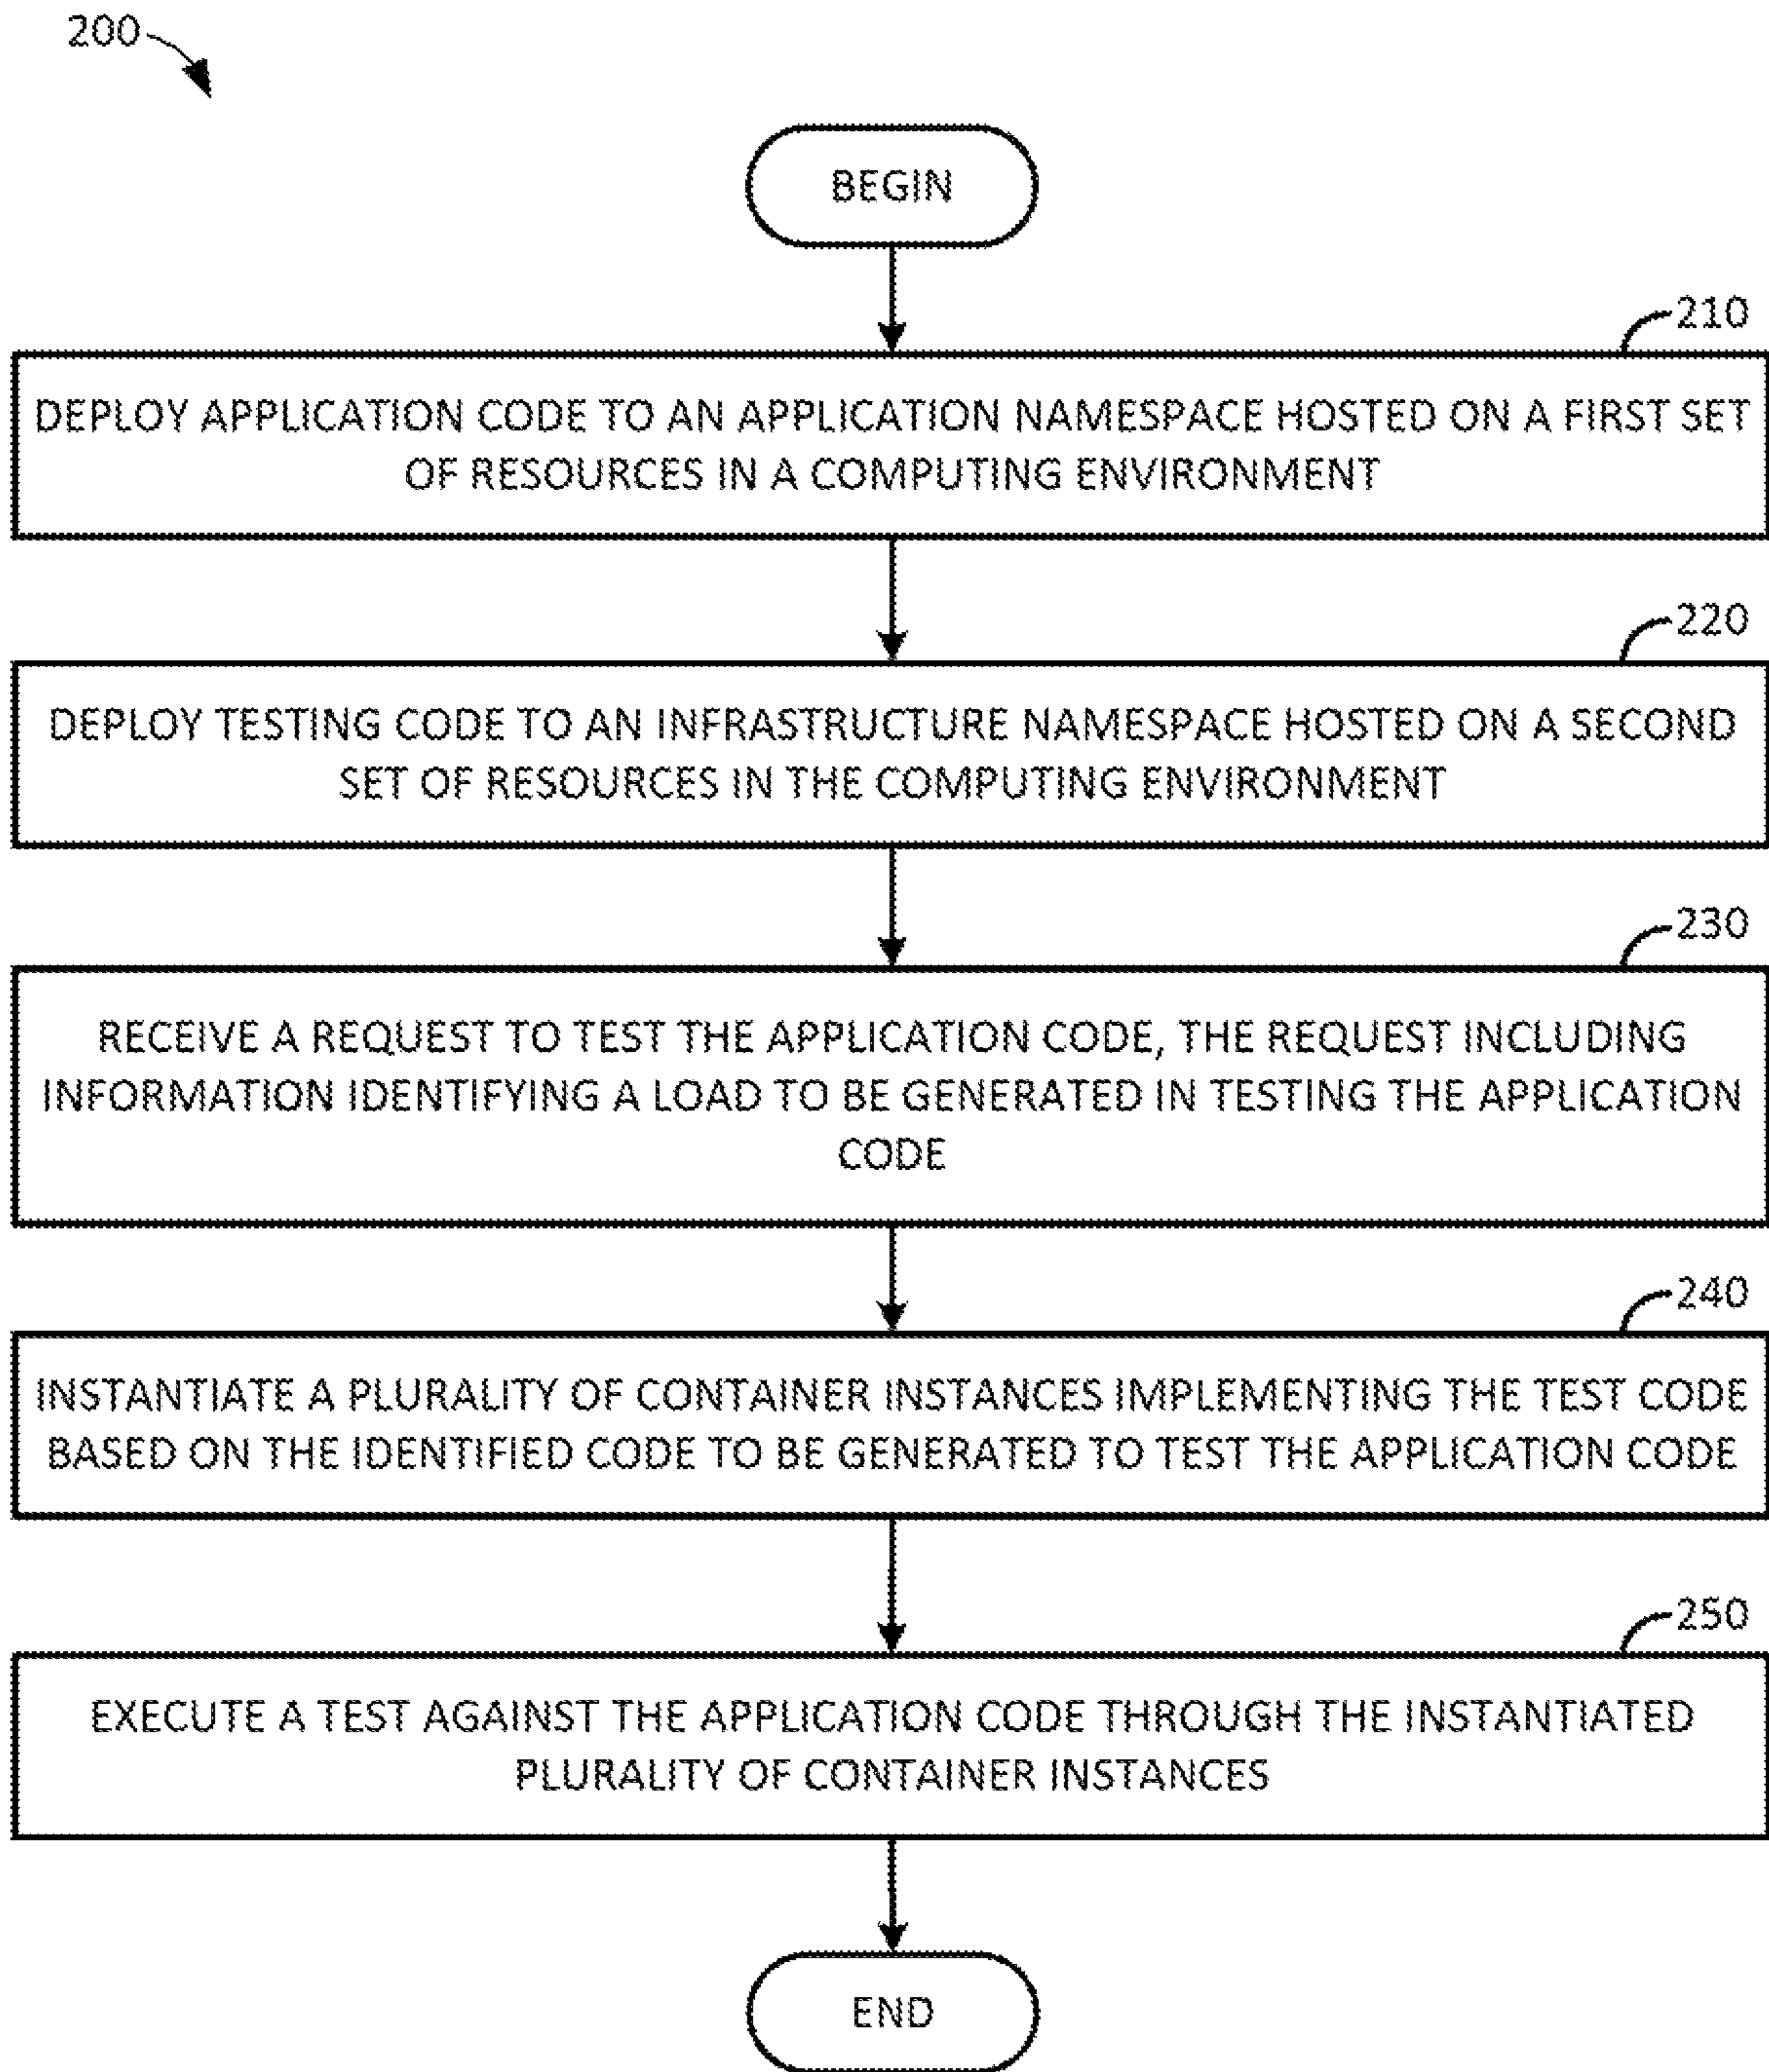 200
BEGIN
210
DEPLOY APPLICATION CODE TO AN APPLICATION NAMESPACE HOSTED ON A FIRST SET
OF RESOURCES IN A COMPUTING ENVIRONMENT
220
DEPLOY TESTING CODE TO AN INFRASTRUCTURE NAMESPACE HOSTED ON A SECOND
SET OF RESOURCES IN THE COMPUTING ENVIRONMENT
230
RECEIVE A REQUEST TO TEST THE APPLICATION CODE, THE REQUEST INCLUDING
INFORMATION IDENTIFYING A LOAD TO BE GENERATED IN TESTING THE APPLICATION
CODE
240
INSTANTIATE A PLURALITY OF CONTAINER INSTANCES IMPLEMENTING THE TEST CODE
BASED ON THE IDENTIFIED CODE TO BE GENERATED TO TEST THE APPLICATION CODE
250
EXECUTE A TEST AGAINST THE APPLICATION CODE THROUGH THE INSTANTIATED
PLURALITY OF CONTAINER INSTANCES
END